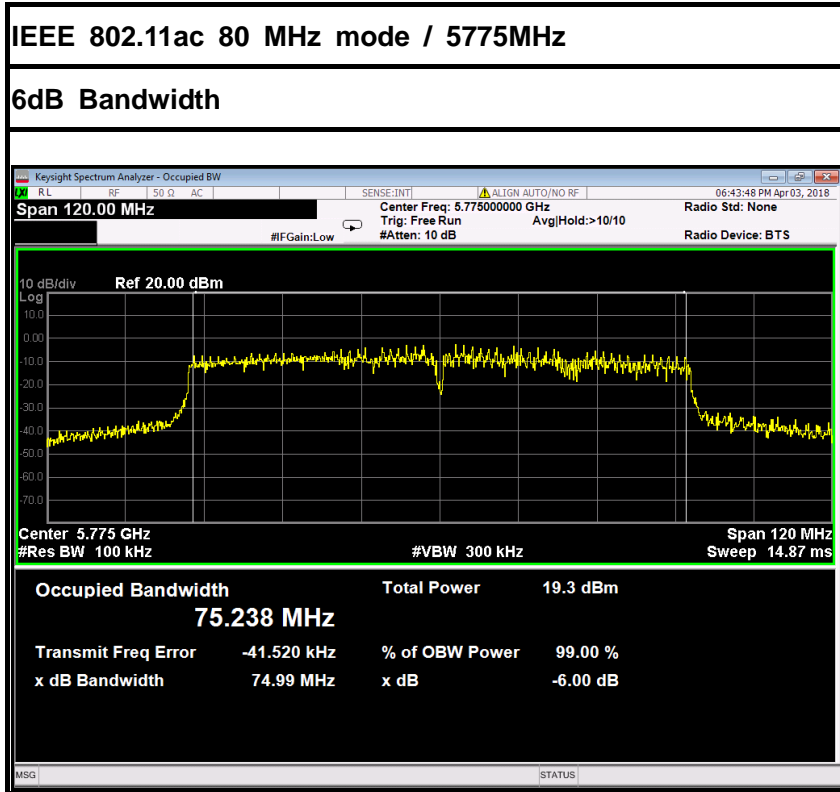 IEEE 802.11ac 80 MHz mode / 5775MHz
6dB Bandwidth
Keysight Spectrum Analyzer - Occupied BW
LXI RL RF 50 Ω AC SENSE:INT ALIGN AUTO/NO RF 06:43:48 PM Apr 03, 2018
Span 120.00 MHz Center Freq: 5.775000000 GHz Radio Std: None
Trig: Free Run Avg|Hold:>10/10
#IFGain:Low #Atten: 10 dB Radio Device: BTS
10 dB/div Ref 20.00 dBm
Log
10.0
0.00
-10.0
-20.0
-30.0
-40.0
-50.0
-60.0
-70.0
Center 5.775 GHz Span 120 MHz
#Res BW 100 kHz #VBW 300 kHz Sweep 14.87 ms
Occupied Bandwidth Total Power 19.3 dBm
75.238 MHz
Transmit Freq Error -41.520 kHz % of OBW Power 99.00 %
x dB Bandwidth 74.99 MHz x dB -6.00 dB
MSG STATUS